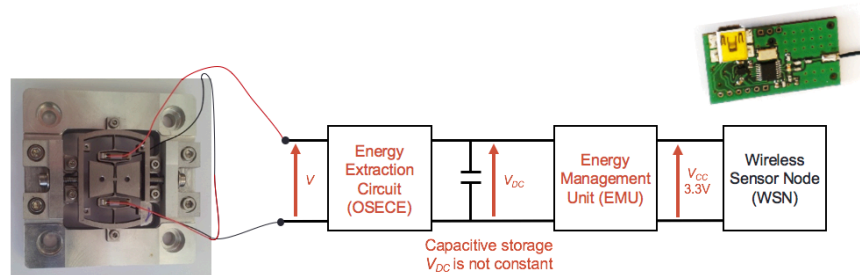 V
Energy
Extraction
Circuit
(OSECE)
V_DC
Energy
Management
Unit (EMU)
V_CC
3.3V
Wireless
Sensor Node
(WSN)
Capacitive storage
V_DC is not constant